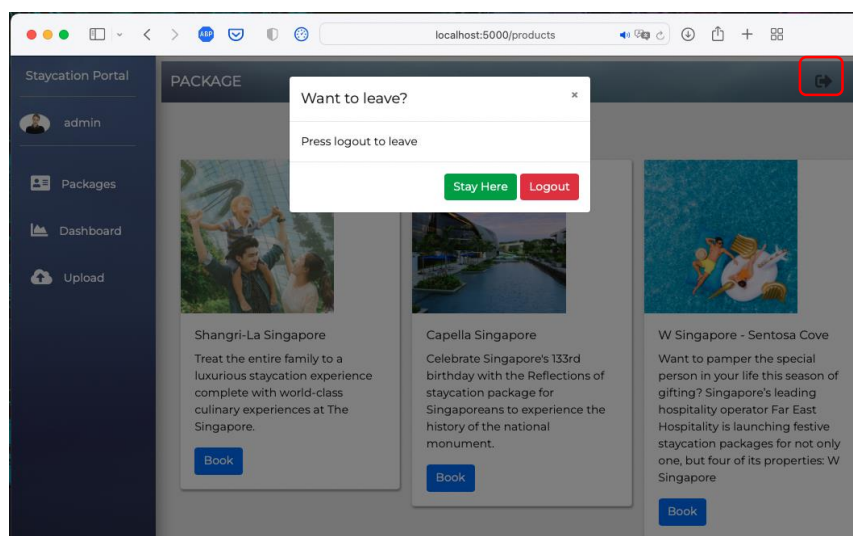 ABP
localhost:5000/products
Staycation Portal
PACKAGE
admin
Packages
Dashboard
Upload
Want to leave?
×
Press logout to leave
Stay Here
Logout
Shangri-La Singapore
Treat the entire family to a
luxurious staycation experience
complete with world-class
culinary experiences at The
Singapore.
Book
Capella Singapore
Celebrate Singapore's 133rd
birthday with the Reflections of
staycation package for
Singaporeans to experience the
history of the national
monument.
Book
W Singapore - Sentosa Cove
Want to pamper the special
person in your life this season of
gifting? Singapore's leading
hospitality operator Far East
Hospitality is launching festive
staycation packages for not only
one, but four of its properties: W
Singapore
Book